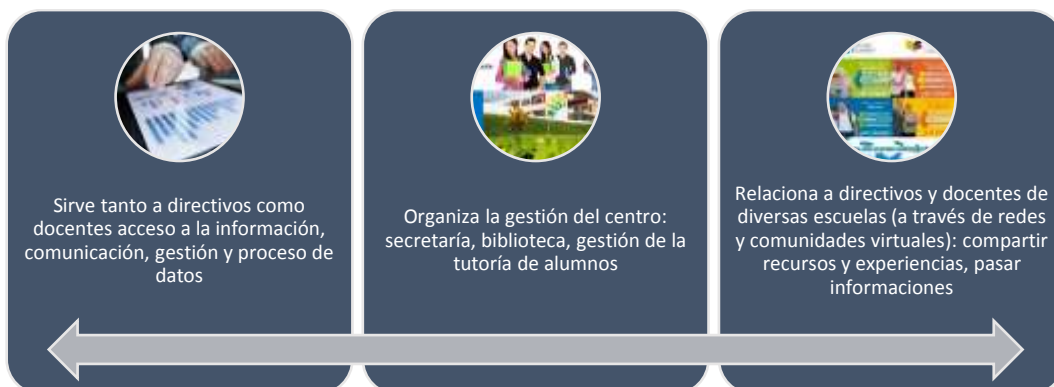 Sirve tanto a directivos como
docentes acceso a la información,
comunicación, gestión y proceso de
datos
Organiza la gestión del centro:
secretaría, biblioteca, gestión de la
tutoría de alumnos
Relaciona a directivos y docentes de
diversas escuelas (a través de redes
y comunidades virtuales): compartir
recursos y experiencias, pasar
informaciones